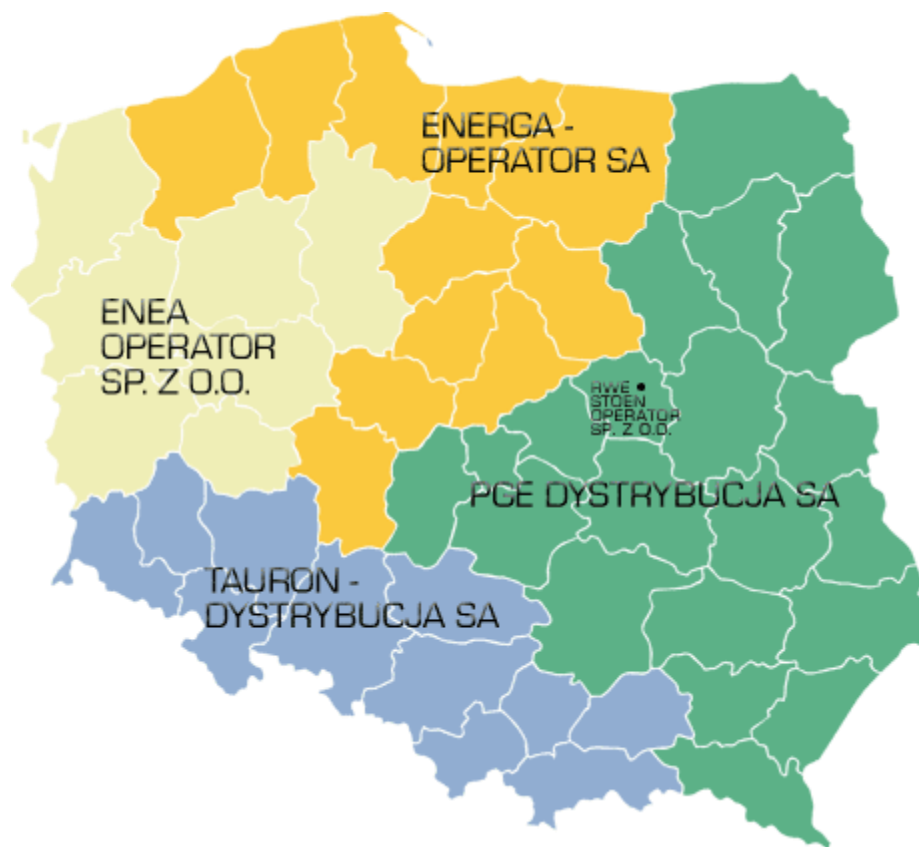 ENERGA -
OPERATOR SA
ENEA
OPERATOR
SP. Z O.O.
RWE
STOEN
OPERATOR
SP. Z O.O.
PGE DYSTRYBUCJA SA
TAURON -
DYSTRYBUCJA SA